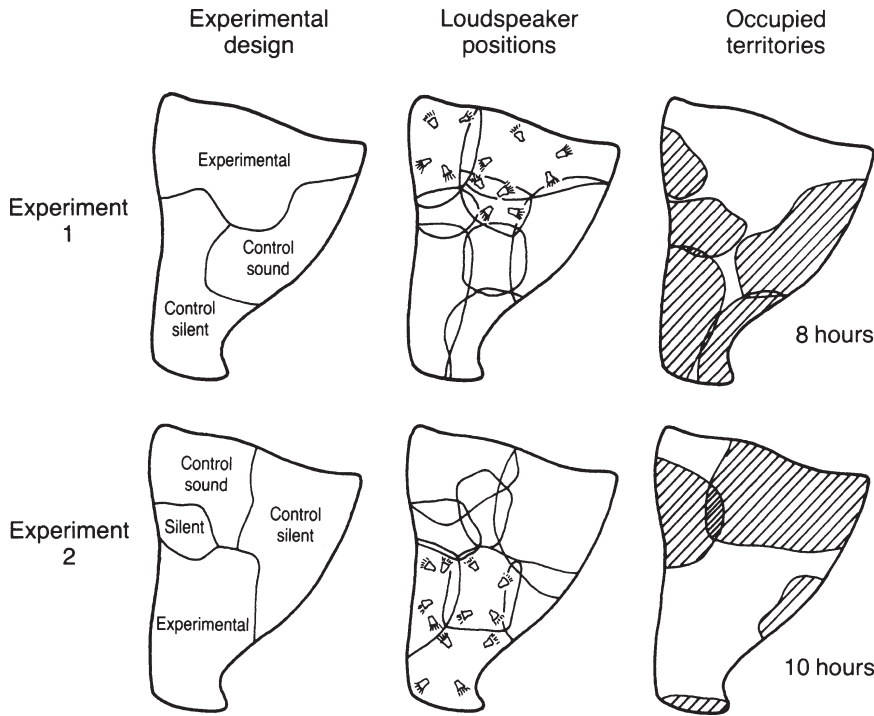 Experimental
design
Loudspeaker
positions
Occupied
territories
Experiment
1
Experimental
Control
sound
Control
silent
8 hours
Experiment
2
Control
sound
Silent
Control
silent
Experimental
10 hours